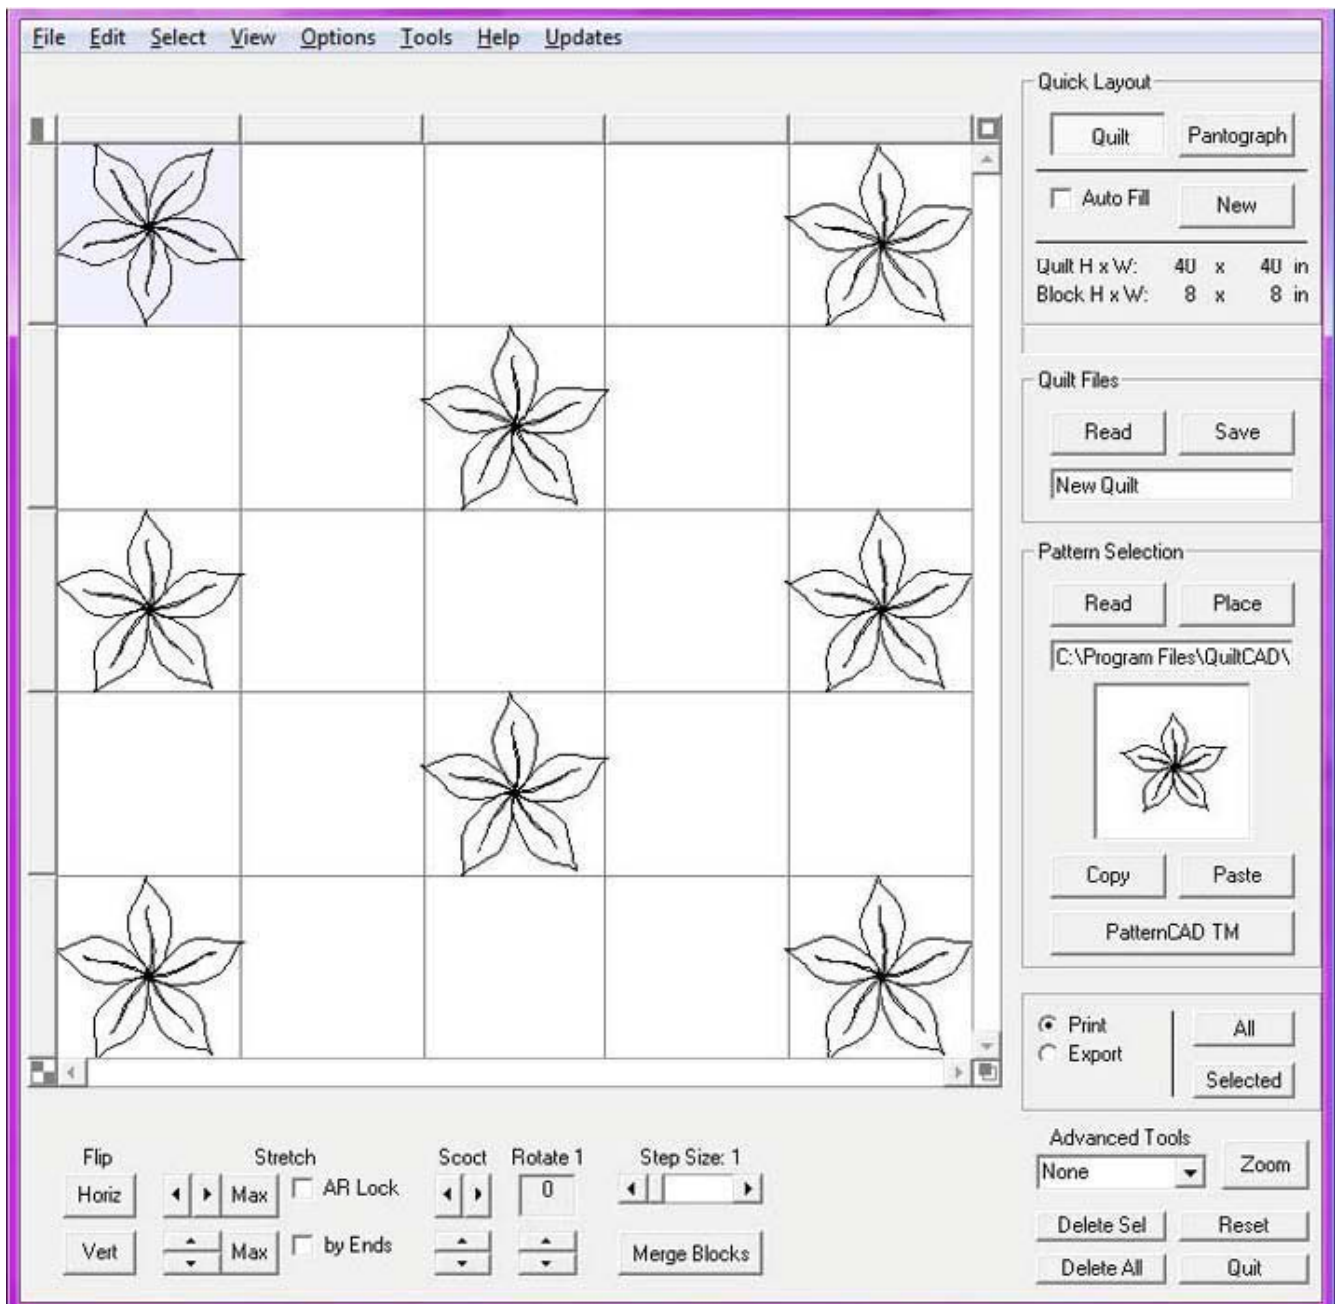 File Edit Select View Options Tools Help Updates
Quick Layout
Quilt Pantograph
Auto Fill New
Quilt H x W: 40 x 40 in
Block H x W: 8 x 8 in
Quilt Files
Read Save
New Quilt
Pattern Selection
Read Place
C:\Program Files\QuiltCAD\
Copy Paste
PatternCAD TM
Print All
Export
Selected
Advanced Tools
None Zoom
Delete Sel Reset
Delete All Quit
Flip Stretch Scoct Rotate 1 Step Size: 1
Horiz Max AR Lock 0
Vert Max by Ends Merge Blocks